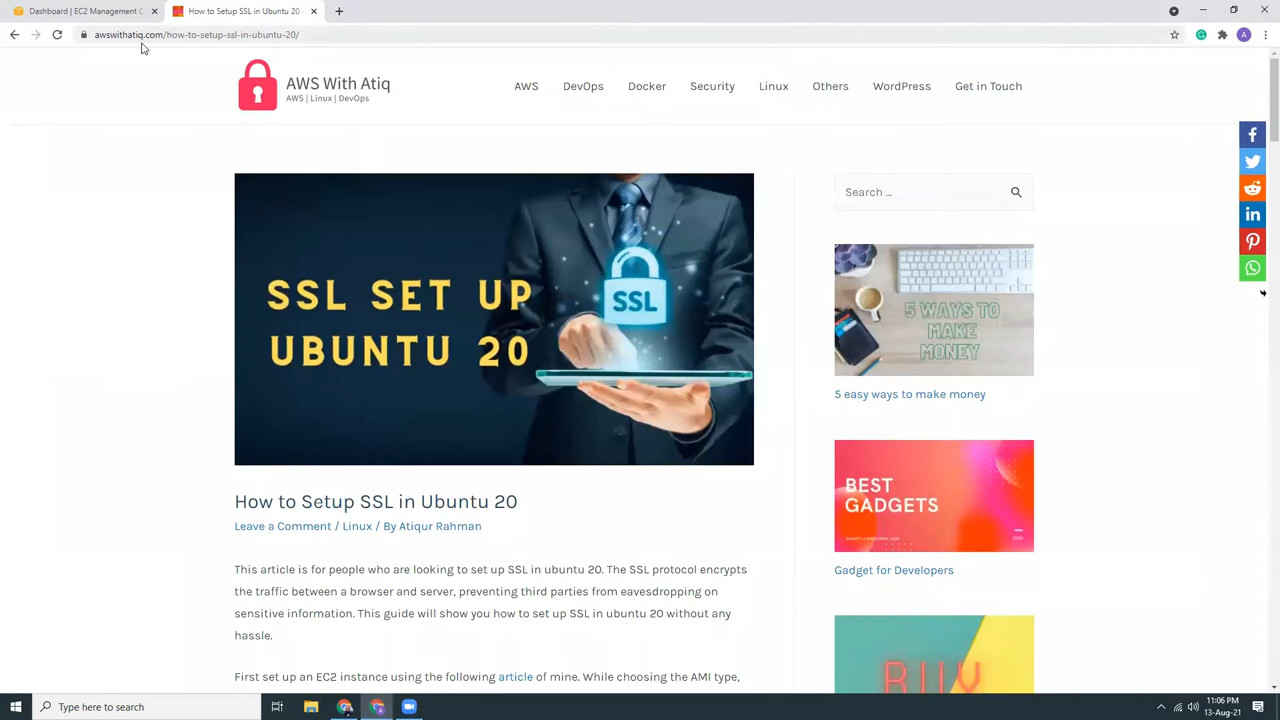 Dashboard | EC2 Management C
How to Setup SSL in Ubuntu 20
awswithatiq.com/how-to-setup-ssl-in-ubuntu-20/
A
AWS With Atiq
AWS | Linux | DevOps
AWS
DevOps
Docker
Security
Linux
Others
WordPress
Get in Touch
SSL SET UP
UBUNTU 20
SSL
Search ...
5 WAYS TO
MAKE
MONEY
5 easy ways to make money
BEST
GADGETS
Gadget for Developers
BUY
How to Setup SSL in Ubuntu 20
Leave a Comment / Linux / By Atiqur Rahman
This article is for people who are looking to set up SSL in ubuntu 20. The SSL protocol encrypts
the traffic between a browser and server, preventing third parties from eavesdropping on
sensitive information. This guide will show you how to set up SSL in ubuntu 20 without any
hassle.
First set up an EC2 instance using the following article of mine. While choosing the AMI type,
Type here to search
11:06 PM
13-Aug-21